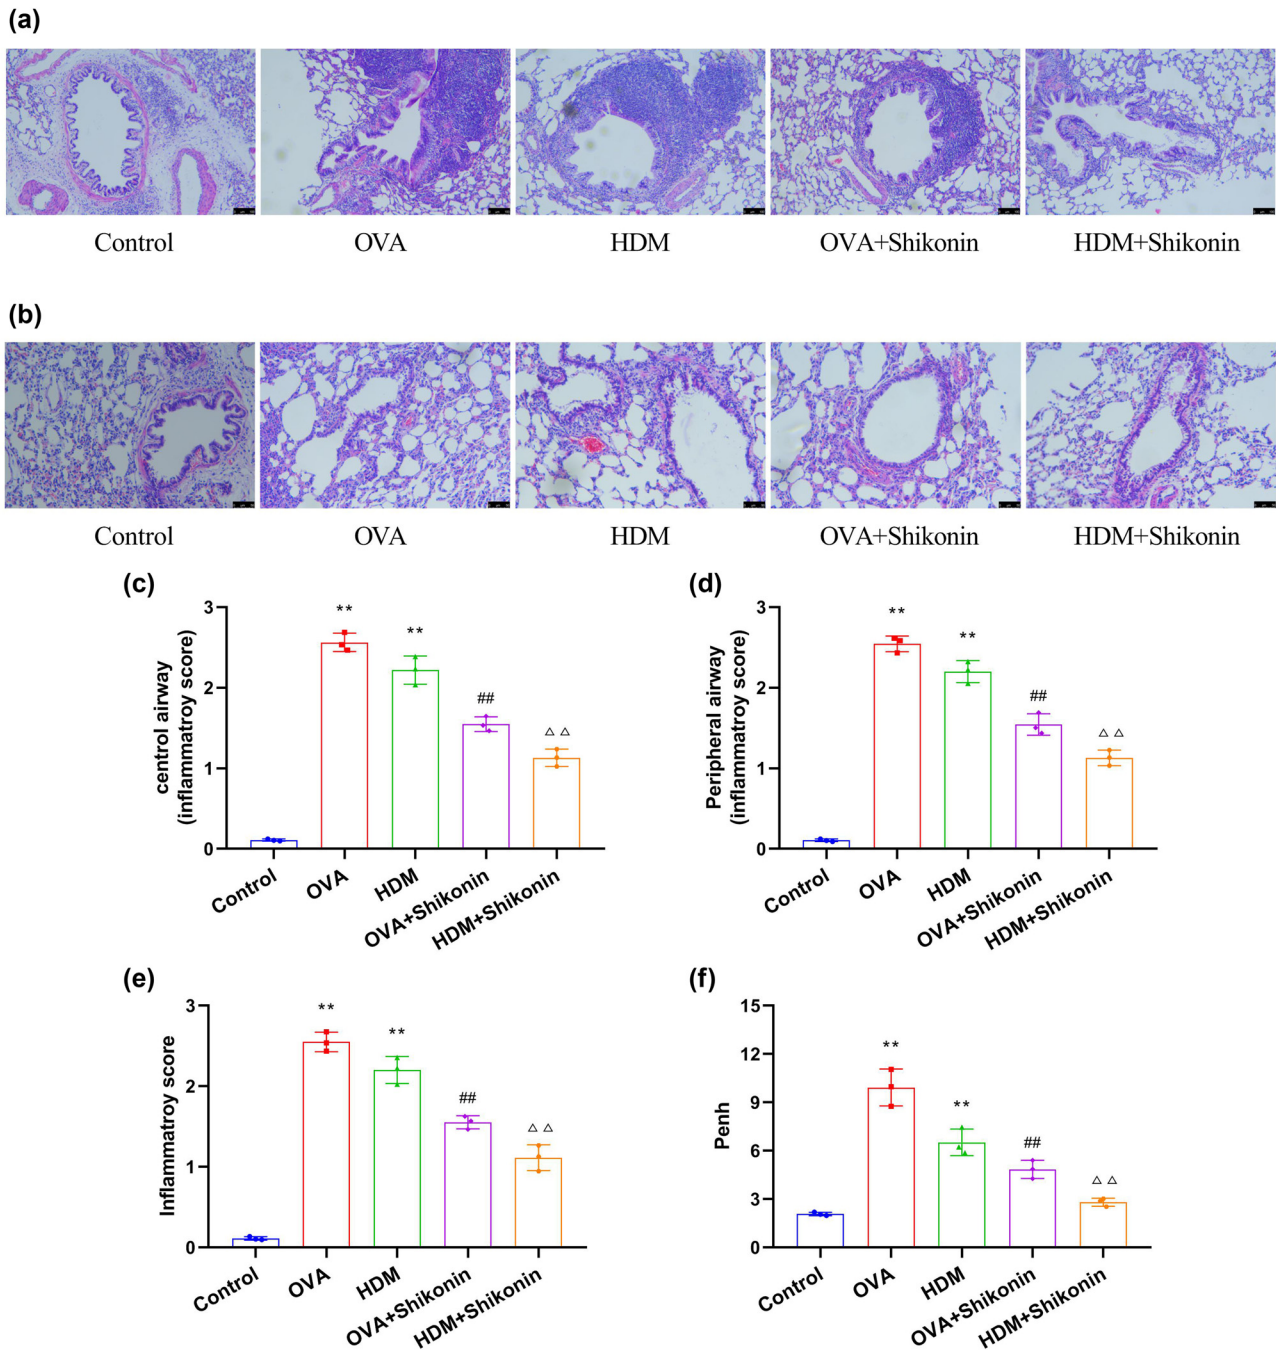 (a)
Control OVA HDM OVA+Shikonin HDM+Shikonin
(b)
Control OVA HDM OVA+Shikonin HDM+Shikonin
(c)
central airway
(inflammatroy score)
3
2
1
0
** ** ## △ △
Control OVA HDM OVA+Shikonin HDM+Shikonin
(d)
Peripheral airway
(inflammatroy score)
3
2
1
0
** ** ## △ △
Control OVA HDM OVA+Shikonin HDM+Shikonin
(e)
Inflammatroy score
3
2
1
0
** ** ## △ △
Control OVA HDM OVA+Shikonin HDM+Shikonin
(f)
Penh
15
12
9
6
3
0
** ** ## △ △
Control OVA HDM OVA+Shikonin HDM+Shikonin